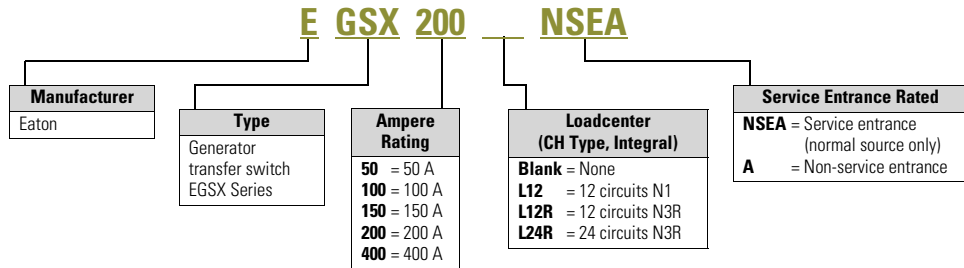 E GSX 200 __ NSEA
Manufacturer
Eaton
Type
Generator
transfer switch
EGSX Series
Ampere
Rating
50 = 50 A
100 = 100 A
150 = 150 A
200 = 200 A
400 = 400 A
Loadcenter
(CH Type, Integral)
Blank = None
L12 = 12 circuits N1
L12R = 12 circuits N3R
L24R = 24 circuits N3R
Service Entrance Rated
NSEA = Service entrance
(normal source only)
A = Non-service entrance